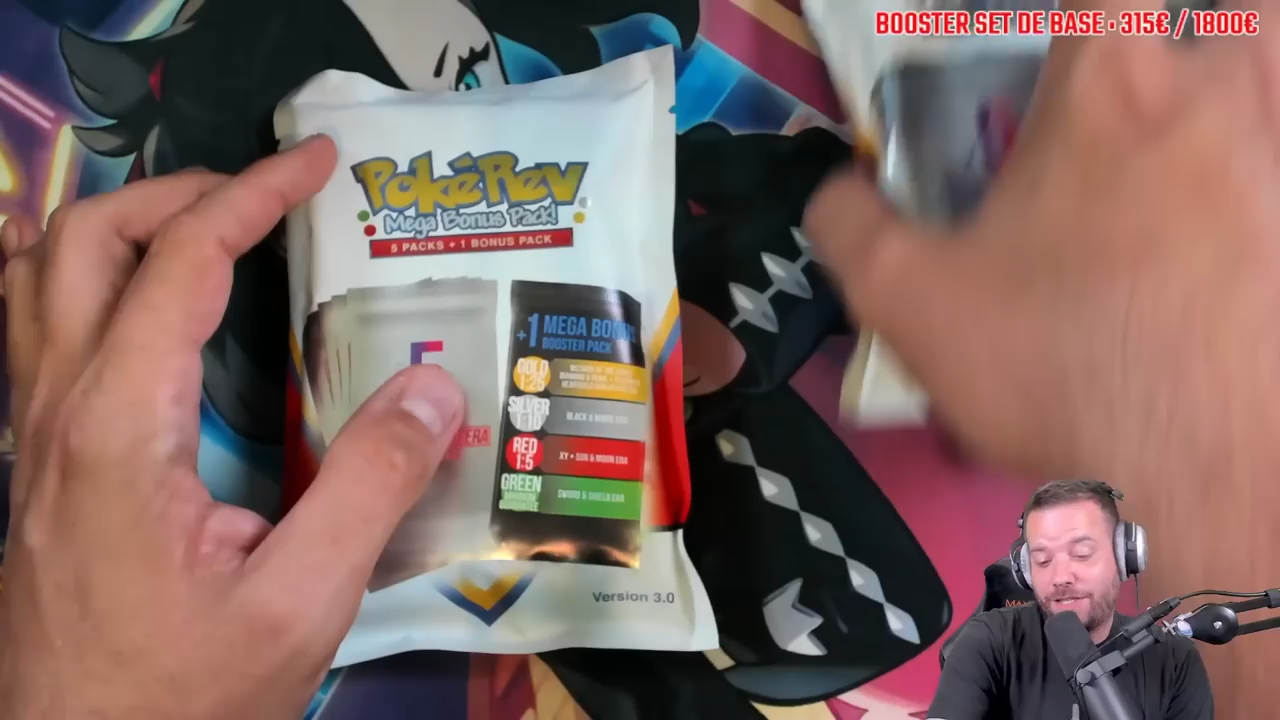 BOOSTER SET DE BASE · 315€ / 1800€
PokéRev
Mega Bonus Pack!
5 PACKS + 1 BONUS PACK
+1 MEGA BONUS
BOOSTER PACK
GOLD
1:25
SILVER
1:10
BLACK & WHITE ERA
RED
1:5
XY • SUN & MOON ERA
GREEN
SWORD & SHIELD ERA
5
ERA
Version 3.0